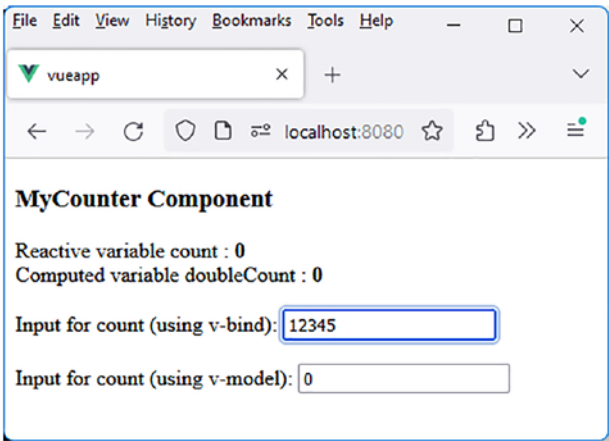 File Edit View History Bookmarks Tools Help
vueapp
localhost:8080
MyCounter Component
Reactive variable count : 0
Computed variable doubleCount : 0
Input for count (using v-bind): 12345
Input for count (using v-model): 0